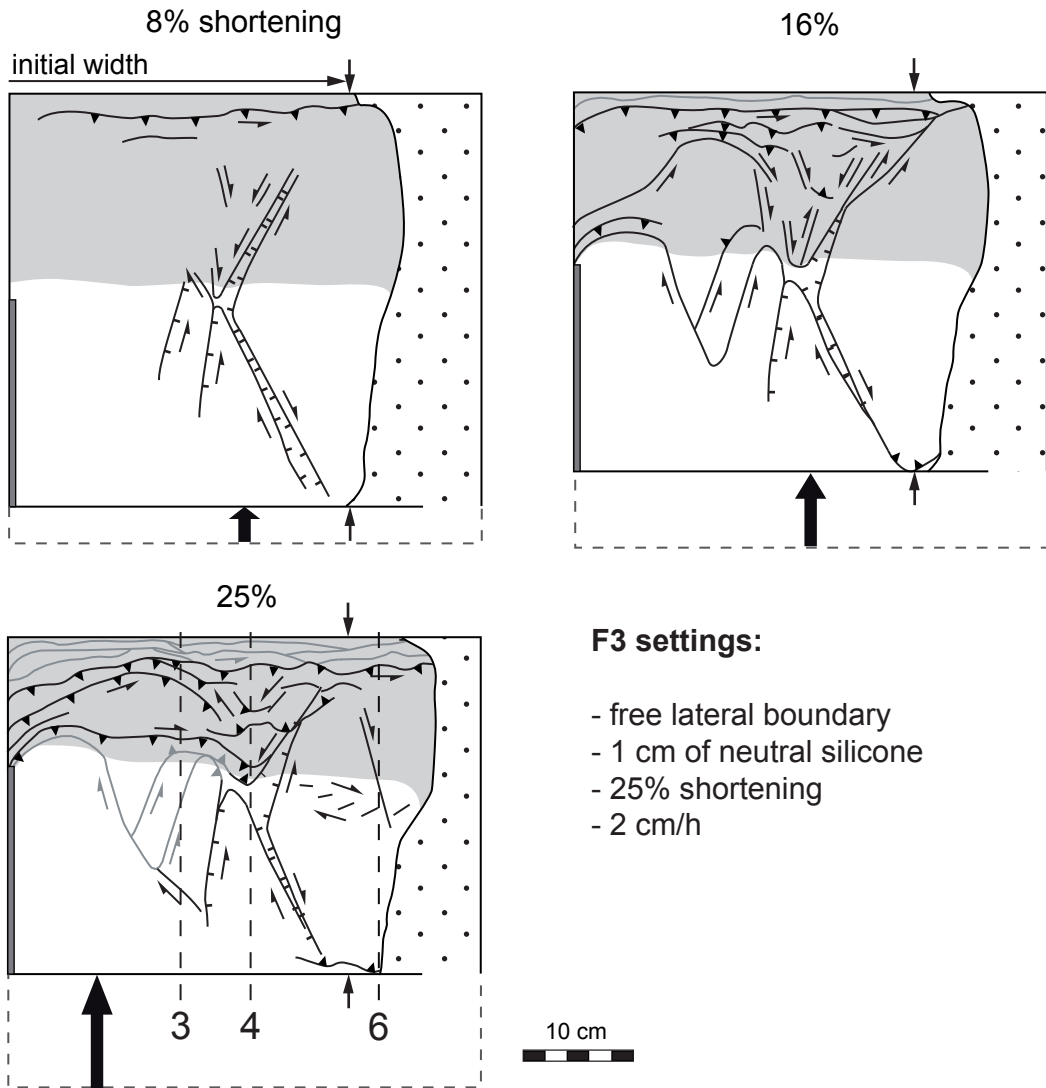 8% shortening
initial width
16%
25%
F3 settings:
- free lateral boundary
- 1 cm of neutral silicone
- 25% shortening
- 2 cm/h
3 4 6
10 cm